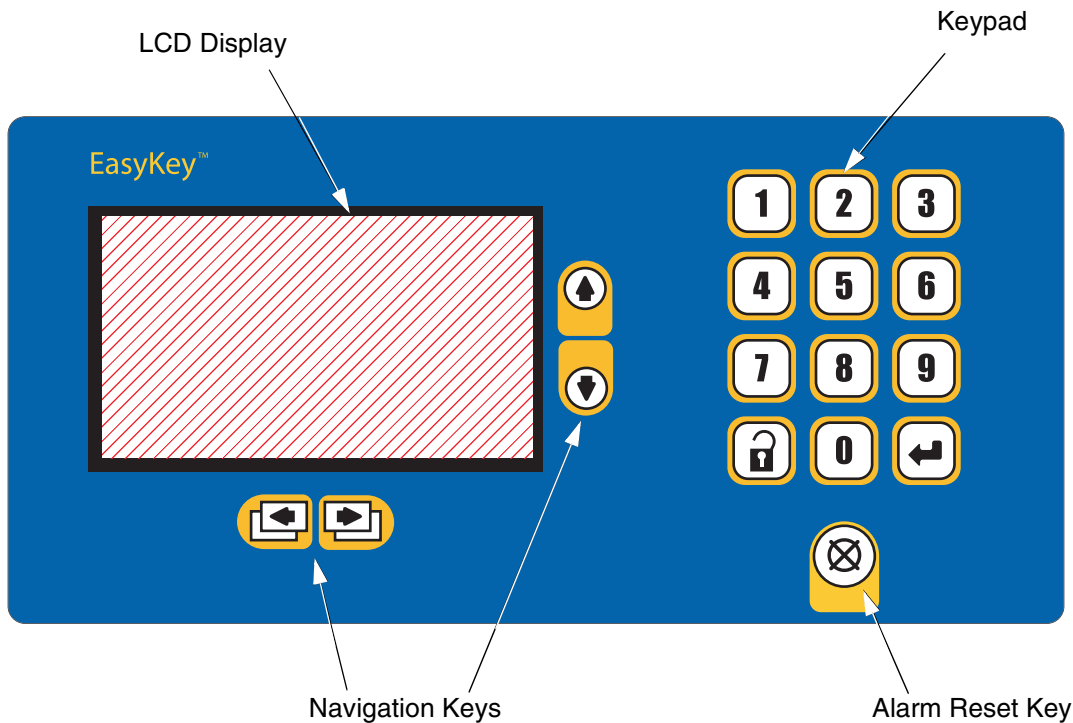 Keypad
LCD Display
EasyKey™
1 2 3
4 5 6
7 8 9
0
Navigation Keys
Alarm Reset Key